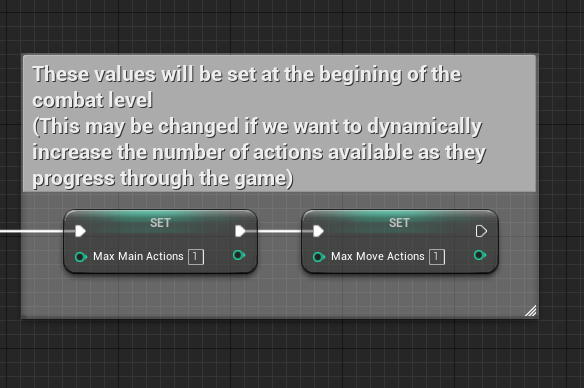 These values will be set at the begining of the
combat level
(This may be changed if we want to dynamically
increase the number of actions available as they
progress through the game)
SET
SET
Max Main Actions 1
Max Move Actions 1